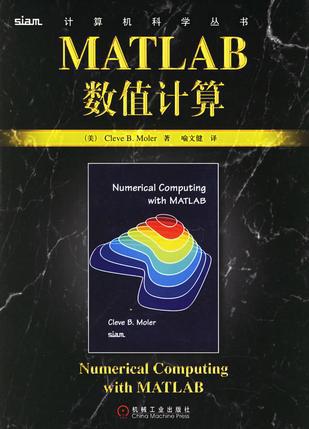 siam 计算机科学丛书
MATLAB
数值计算
(美) Cleve B. Moler 著 喻文健 译
Numerical Computing
with MATLAB
Cleve B. Moler
siam
Numerical Computing
with MATLAB
机械工业出版社
China Machine Press